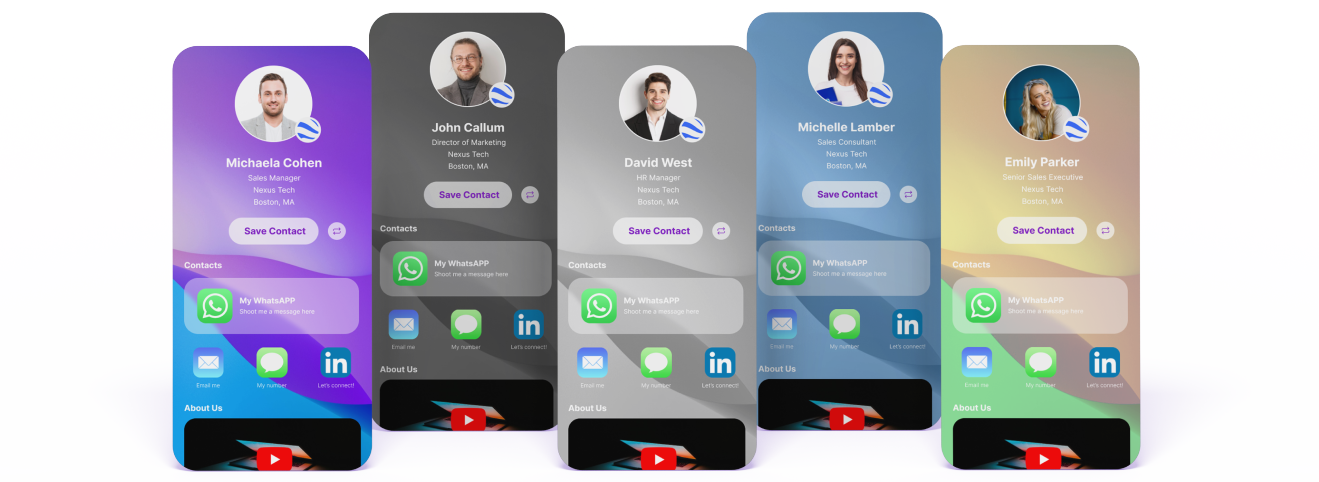 Michaela Cohen
Sales Manager
Nexus Tech
Boston, MA
Save Contact
Contacts
My WhatsAPP
Shoot me a message here
Email me
My number
in
Let's connect!
About Us
John Callum
Director of Marketing
Nexus Tech
Boston, MA
Save Contact
Contacts
My WhatsAPP
Shoot me a message here
Email me
My number
in
Let's connect!
About Us
David West
HR Manager
Nexus Tech
Boston, MA
Save Contact
Contacts
My WhatsAPP
Shoot me a message here
Email me
My number
in
Let's connect!
About Us
Michelle Lamber
Sales Consultant
Nexus Tech
Boston, MA
Save Contact
Contacts
My WhatsAPP
Shoot me a message here
Email me
My number
in
Let's connect!
About Us
Emily Parker
Senior Sales Executive
Nexus Tech
Boston, MA
Save Contact
Contacts
My WhatsAPP
Shoot me a message here
Email me
My number
in
Let's connect!
About Us